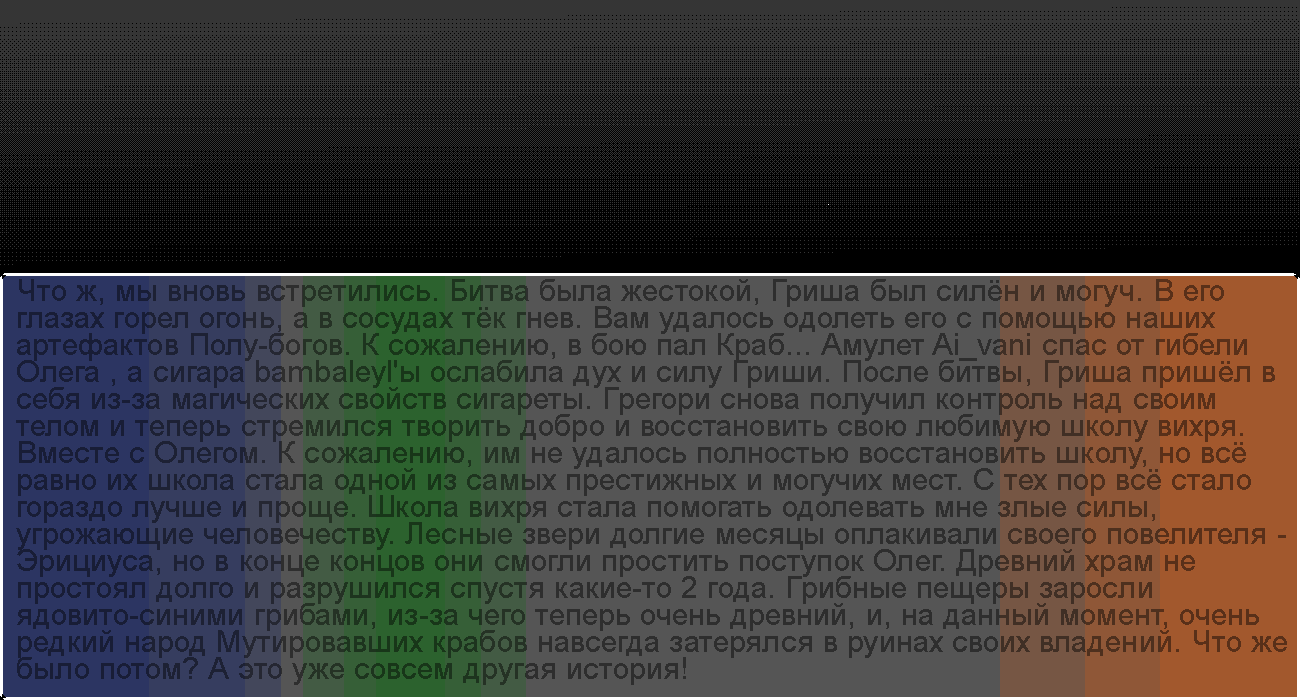 Что ж, мы вновь встретились. Битва была жестокой, Гриша был силён и могуч. В его
глазах горел огонь, а в сосудах тёк гнев. Вам удалось одолеть его с помощью наших
артефактов Полу-богов. К сожалению, в бою пал Краб... Амулет Ai_vani спас от гибели
Олега , а сигара bambaleyl'ы ослабила дух и силу Гриши. После битвы, Гриша пришёл в
себя из-за магических свойств сигареты. Грегори снова получил контроль над своим
телом и теперь стремился творить добро и восстановить свою любимую школу вихря.
Вместе с Олегом. К сожалению, им не удалось полностью восстановить школу, но всё
равно их школа стала одной из самых престижных и могучих мест. С тех пор всё стало
гораздо лучше и проще. Школа вихря стала помогать одолевать мне злые силы,
угрожающие человечеству. Лесные звери долгие месяцы оплакивали своего повелителя -
Эрициуса, но в конце концов они смогли простить поступок Олег. Древний храм не
простоял долго и разрушился спустя какие-то 2 года. Грибные пещеры заросли
ядовито-синими грибами, из-за чего теперь очень древний, и, на данный момент, очень
редкий народ Мутировавших крабов навсегда затерялся в руинах своих владений. Что же
было потом? А это уже совсем другая история!